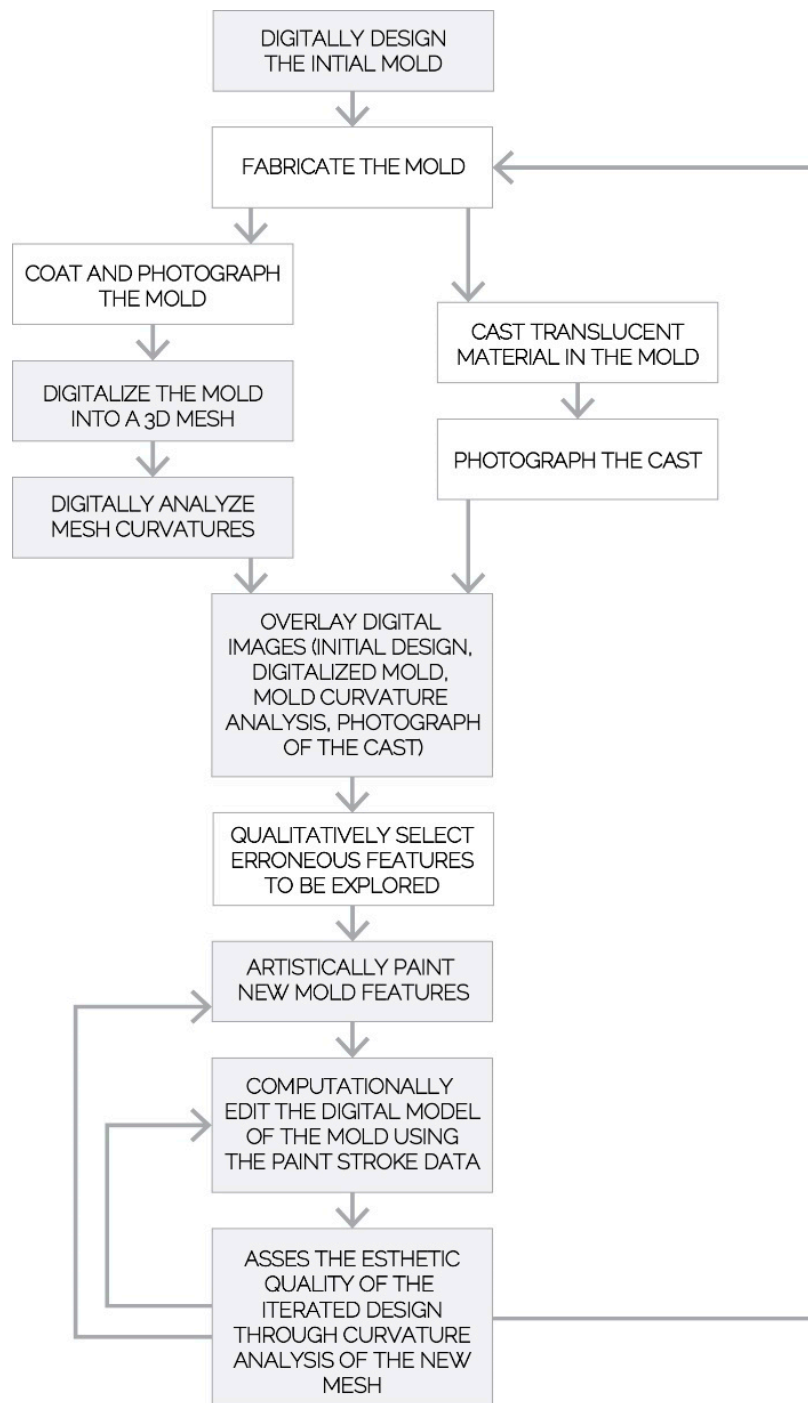 DIGITALLY DESIGN
THE INTIAL MOLD
FABRICATE THE MOLD
COAT AND PHOTOGRAPH
THE MOLD
CAST TRANSLUCENT
MATERIAL IN THE MOLD
DIGITALIZE THE MOLD
INTO A 3D MESH
PHOTOGRAPH THE CAST
DIGITALLY ANALYZE
MESH CURVATURES
OVERLAY DIGITAL
IMAGES (INITIAL DESIGN,
DIGITALIZED MOLD,
MOLD CURVATURE
ANALYSIS, PHOTOGRAPH
OF THE CAST)
QUALITATIVELY SELECT
ERRONEOUS FEATURES
TO BE EXPLORED
ARTISTICALLY PAINT
NEW MOLD FEATURES
COMPUTATIONALLY
EDIT THE DIGITAL MODEL
OF THE MOLD USING
THE PAINT STROKE DATA
ASSES THE ESTHETIC
QUALITY OF THE
ITERATED DESIGN
THROUGH CURVATURE
ANALYSIS OF THE NEW
MESH